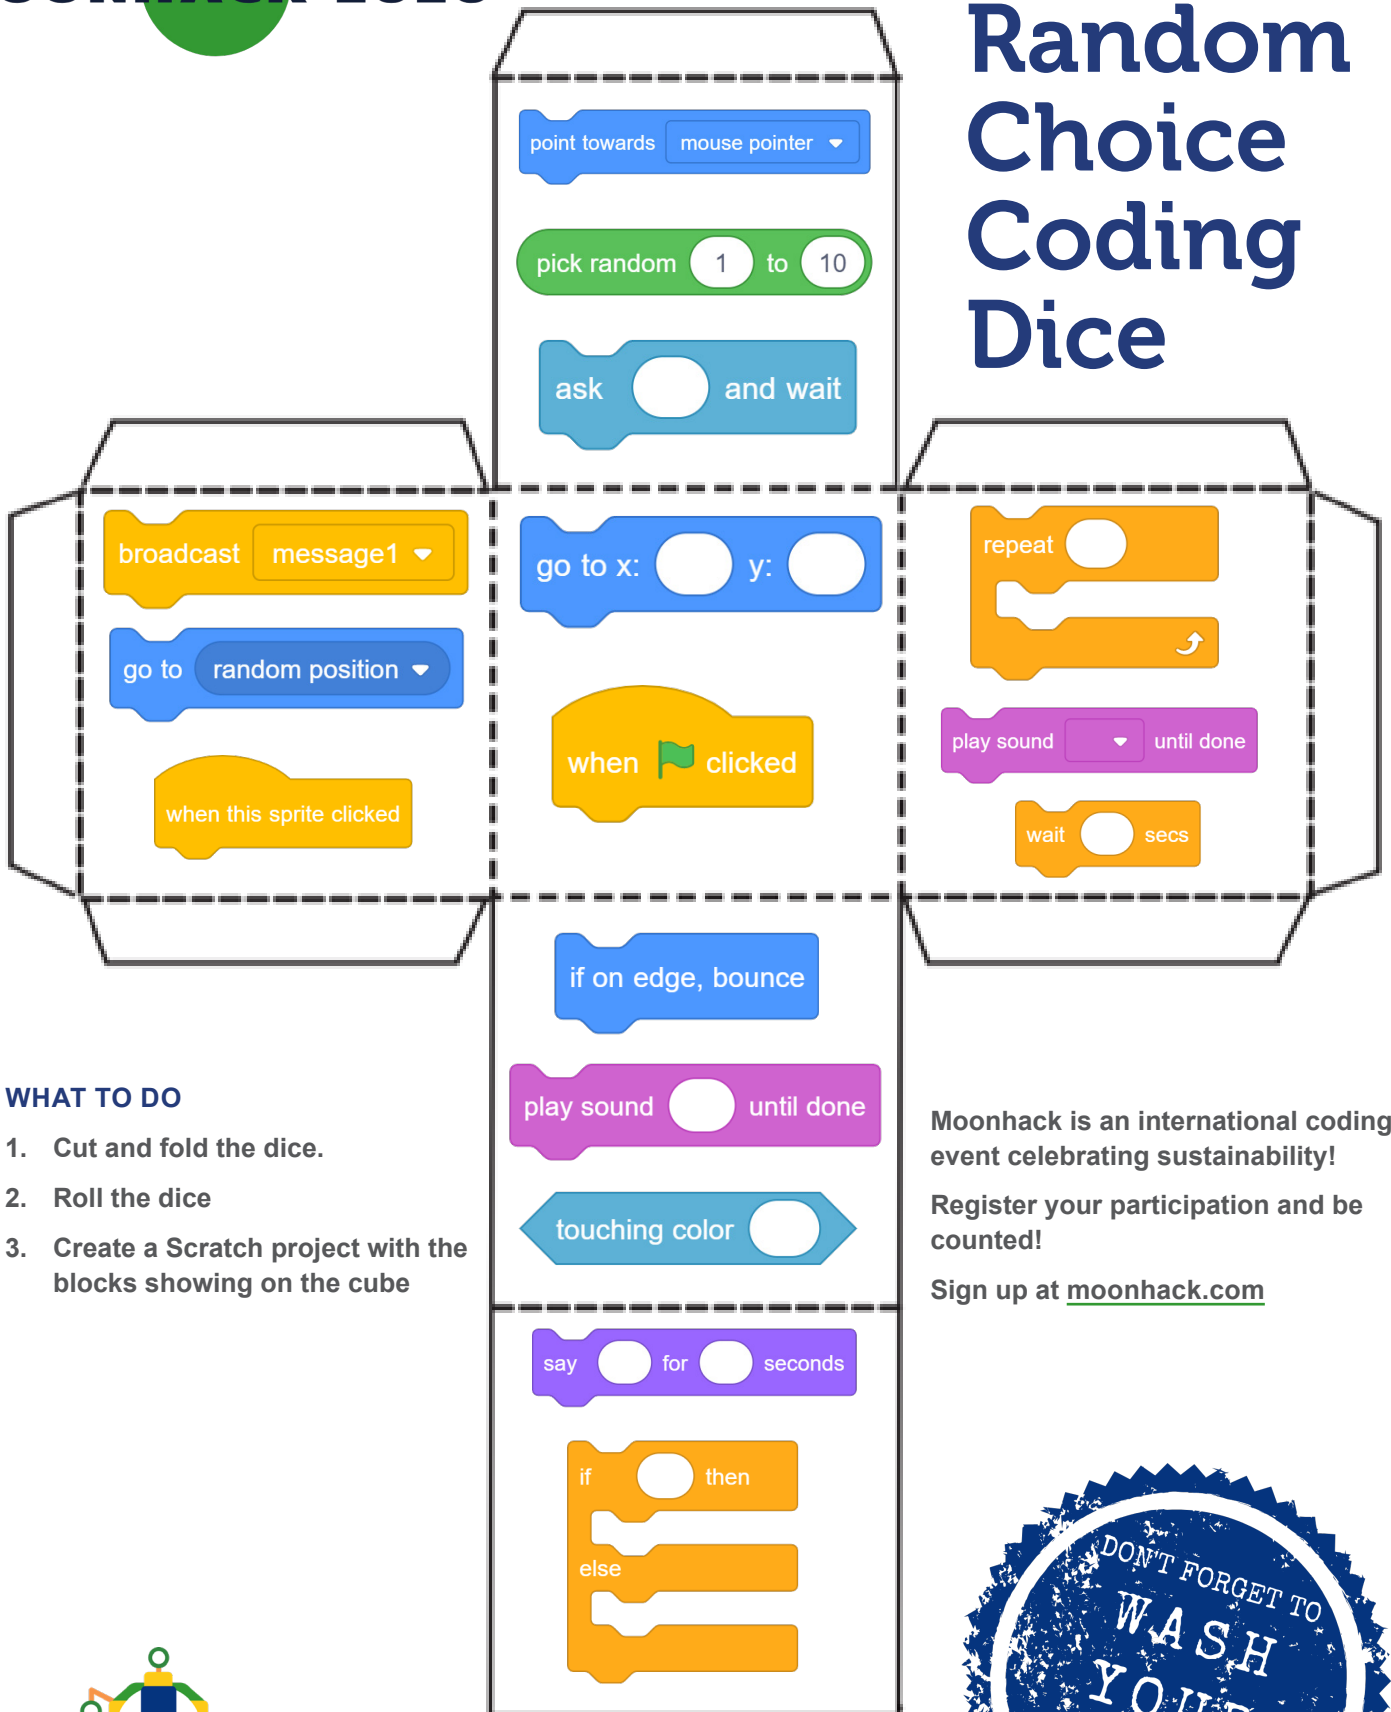 Random
Choice
Coding
Dice
point towards mouse pointer
pick random 1 to 10
ask and wait
broadcast message1
go to random position
when this sprite clicked
go to x: y:
when clicked
repeat
play sound until done
wait secs
if on edge, bounce
play sound until done
touching color
say for seconds
if then
else
WHAT TO DO
1. Cut and fold the dice.
2. Roll the dice
3. Create a Scratch project with the
blocks showing on the cube
Moonhack is an international coding
event celebrating sustainability!
Register your participation and be
counted!
Sign up at moonhack.com
DON'T FORGET TO
WASH